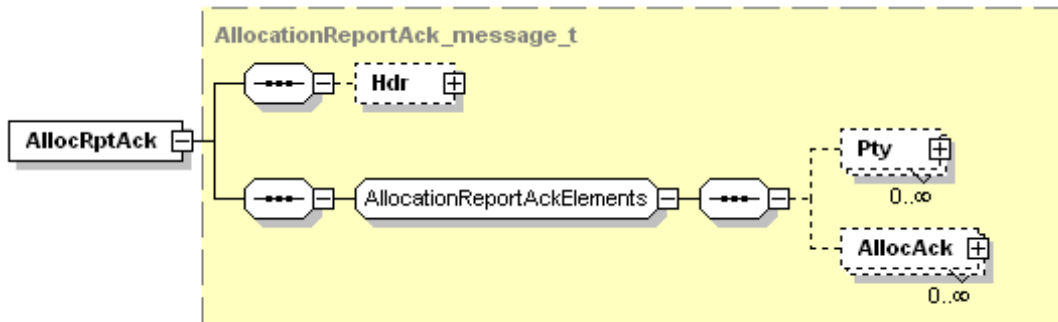 AllocationReportAck_message_t
Hdr
AllocRptAck
Pty
0..∞
AllocationReportAckElements
AllocAck
0..∞